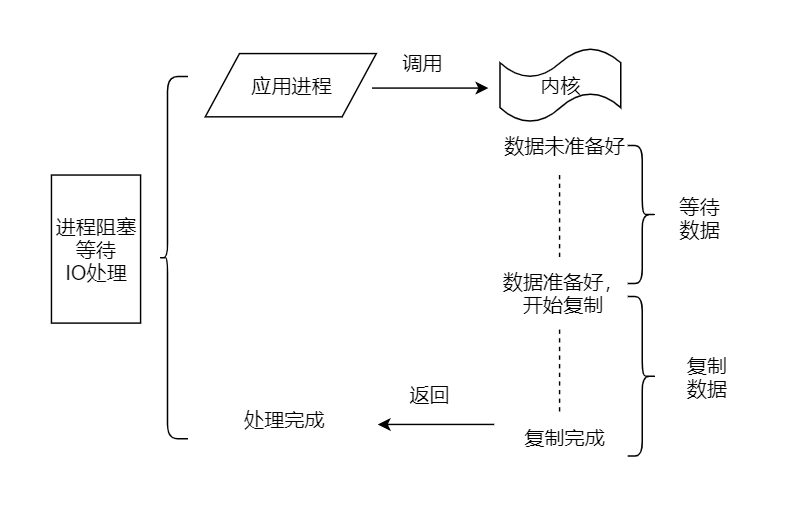 应用进程
调用
内核
数据未准备好
进程阻塞
等待
IO处理
等待
数据
数据准备好，
开始复制
复制
数据
返回
处理完成
复制完成